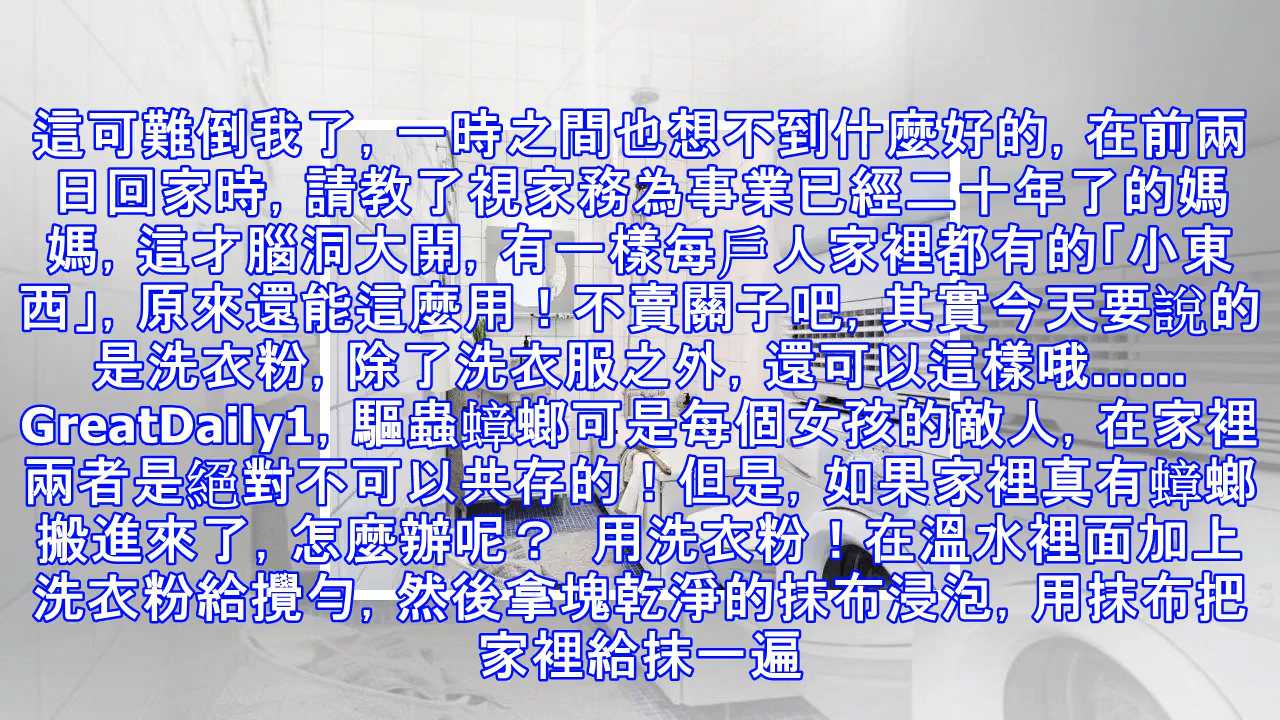 這可難倒我了, 一時之間也想不到什麼好的, 在前兩
日回家時, 請教了視家務為事業已經二十年了的媽
媽, 這才腦洞大開, 有一樣每戶人家裡都有的「小東
西」, 原來還能這麼用！不賣關子吧, 其實今天要說的
是洗衣粉, 除了洗衣服之外, 還可以這樣哦......
GreatDaily1, 驅蟲蟑螂可是每個女孩的敵人, 在家裡
兩者是絕對不可以共存的！但是, 如果家裡真有蟑螂
搬進來了, 怎麼辦呢？ 用洗衣粉！在溫水裡面加上
洗衣粉給攪勻, 然後拿塊乾淨的抹布浸泡, 用抹布把
家裡給抹一遍